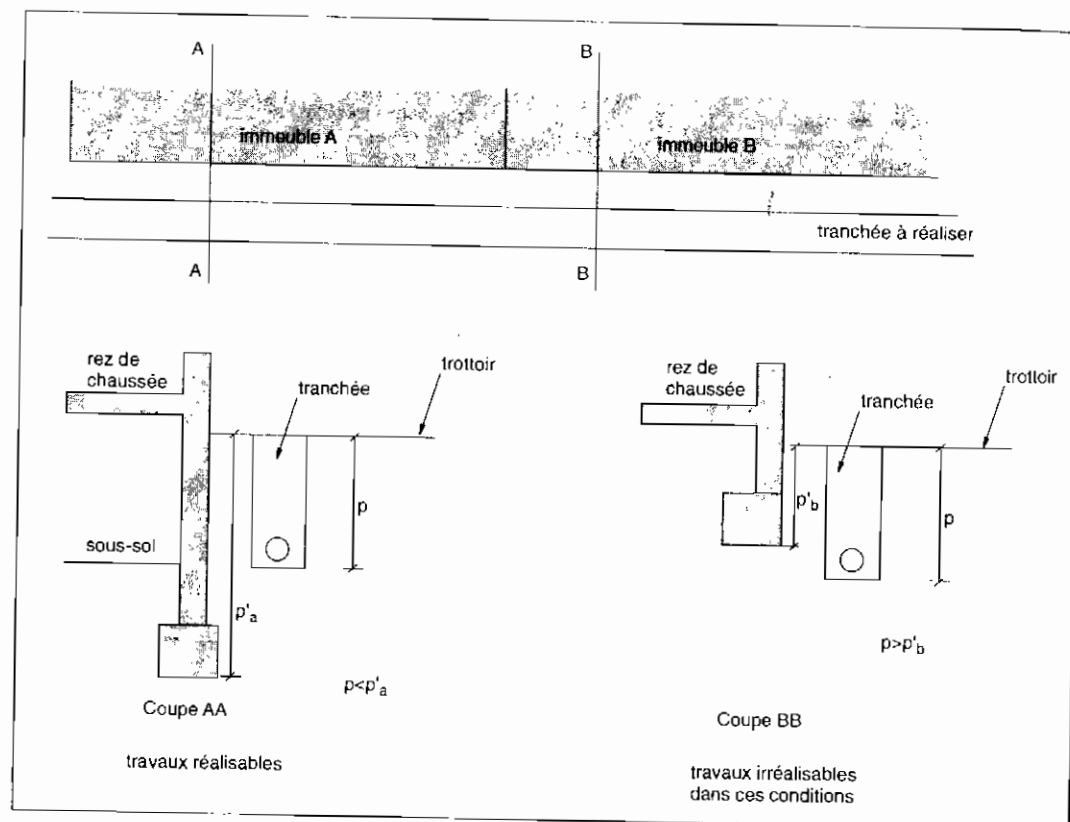 A
B
immeuble A
immeuble B
tranchée à réaliser
A
B
rez de
chaussée
trottoir
tranchée
p
sous-sol
p'a
p<p'a
Coupe AA
travaux réalisables
rez de
chaussée
trottoir
tranchée
p'b
p
p>p'b
Coupe BB
travaux irréalisables
dans ces conditions